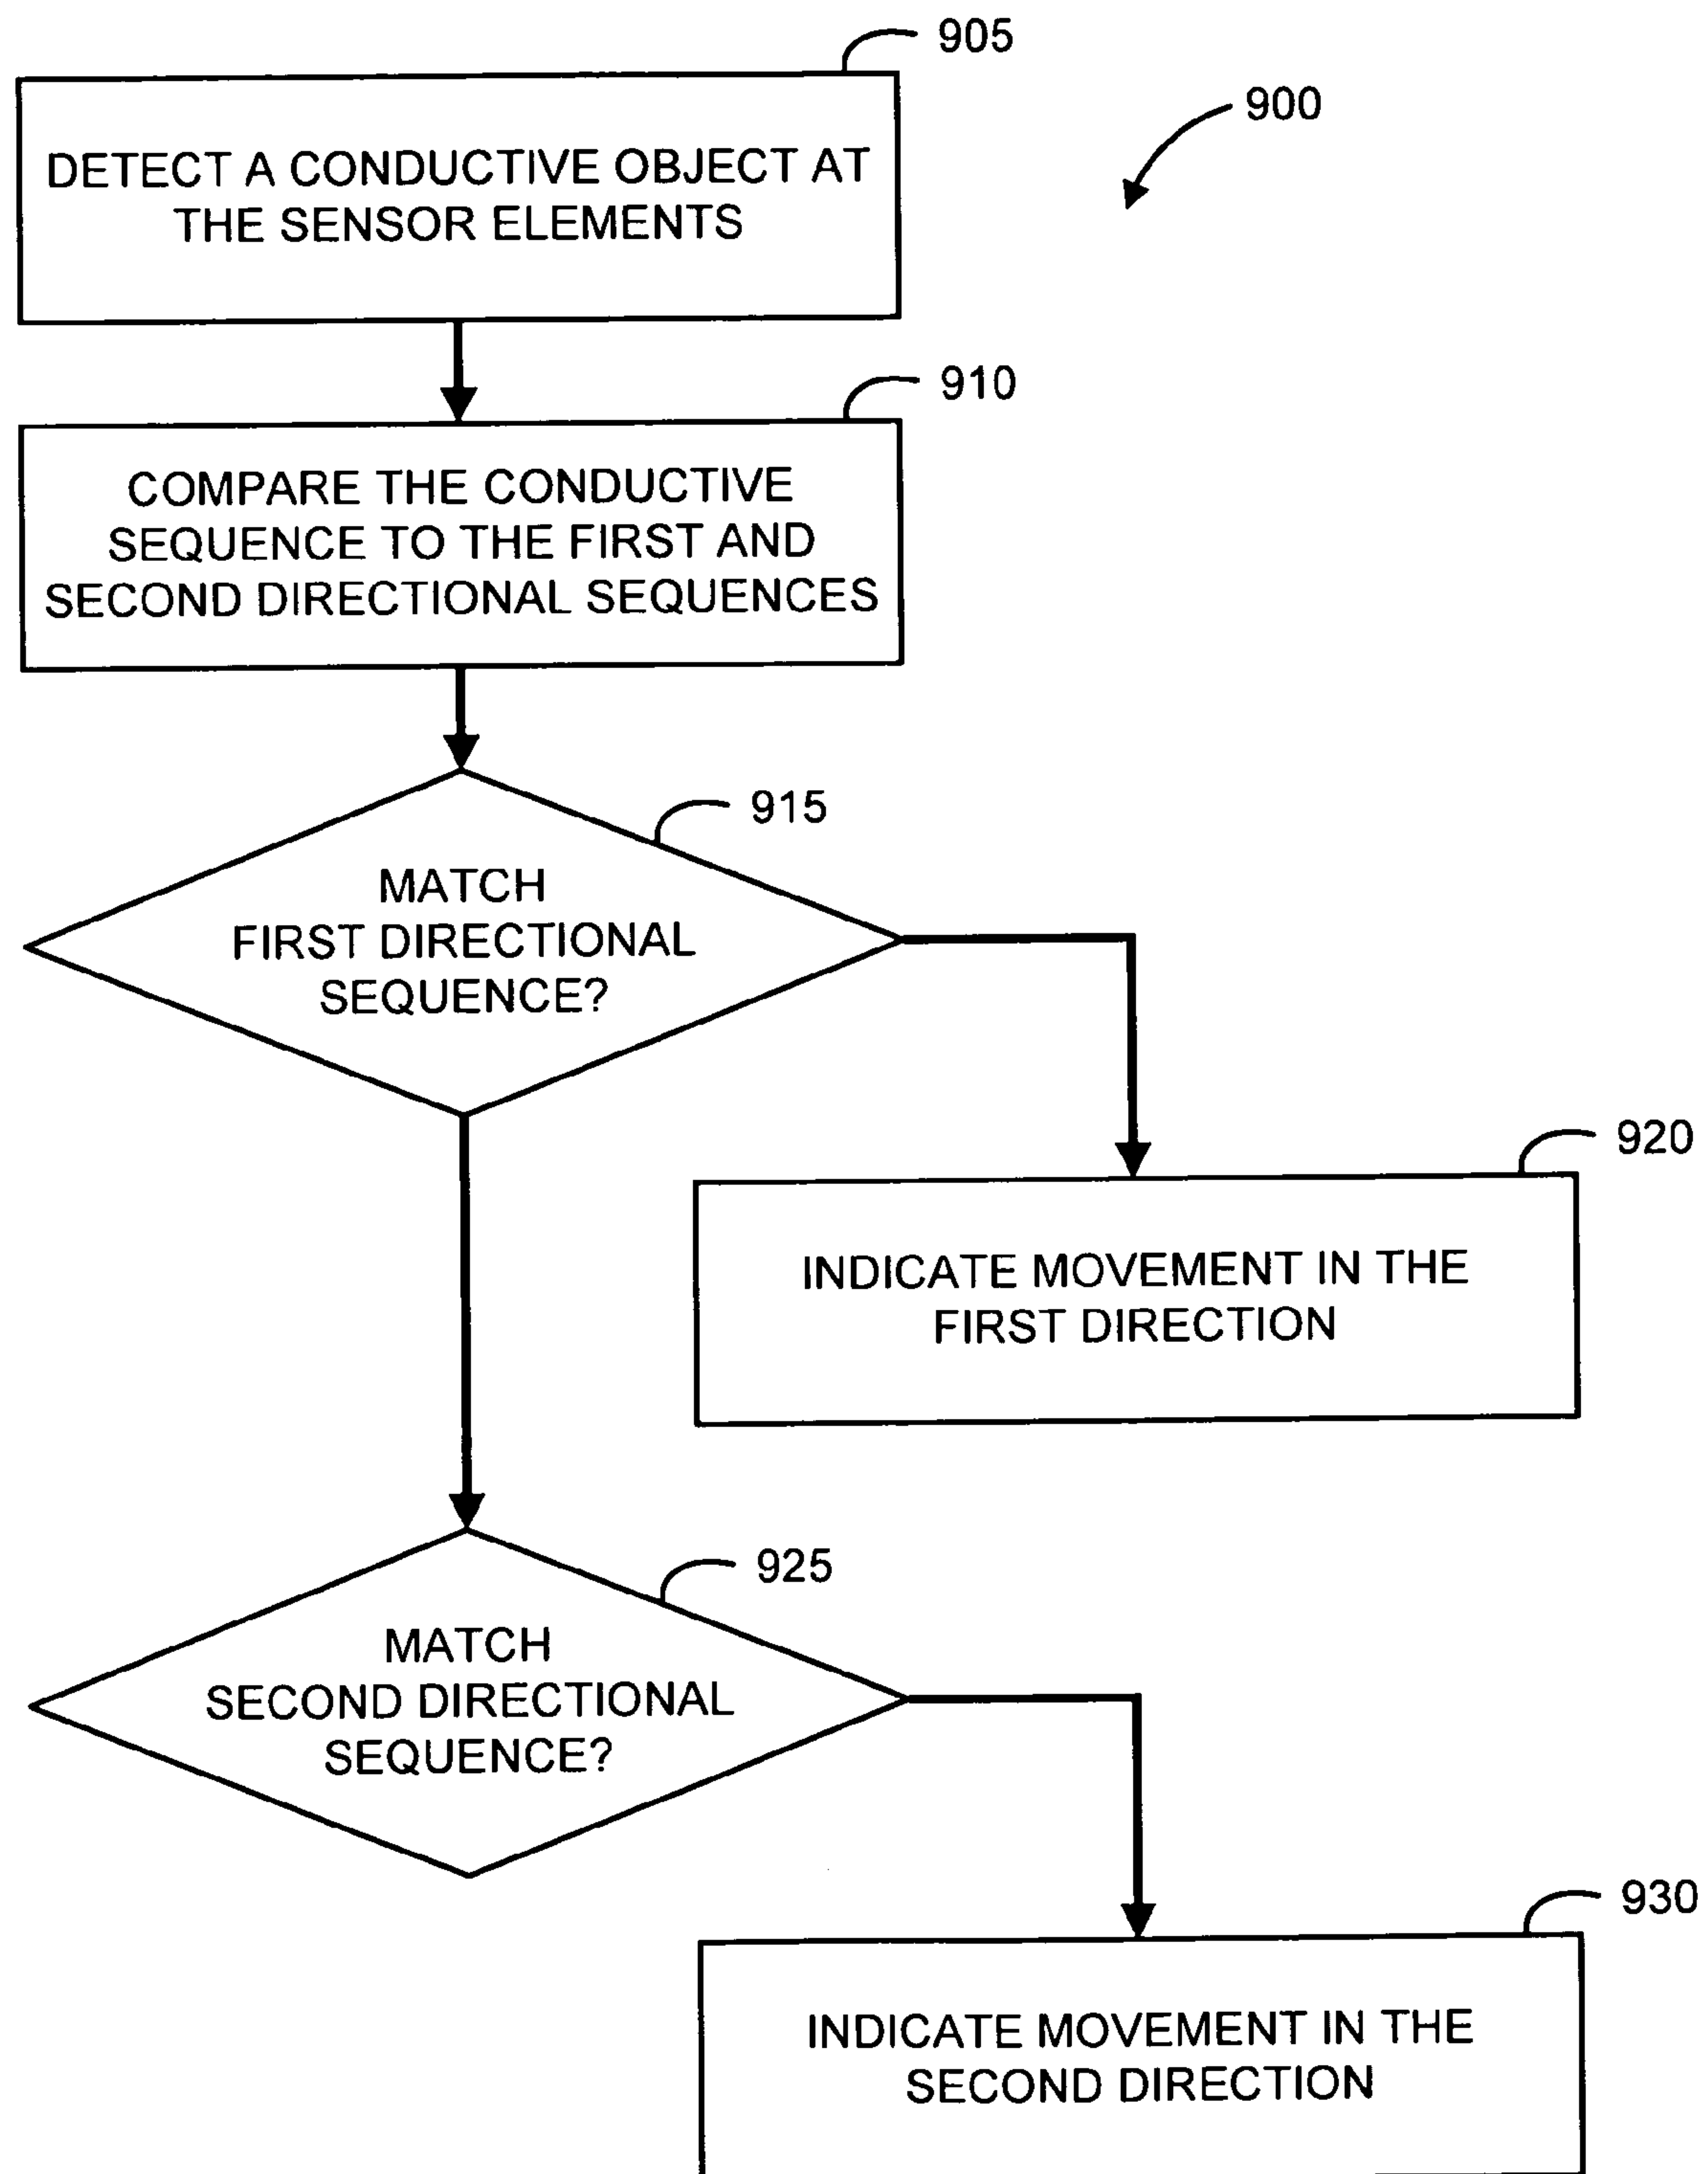 905
900
DETECT A CONDUCTIVE OBJECT AT
THE SENSOR ELEMENTS
910
COMPARE THE CONDUCTIVE
SEQUENCE TO THE FIRST AND
SECOND DIRECTIONAL SEQUENCES
915
MATCH
FIRST DIRECTIONAL
SEQUENCE?
920
INDICATE MOVEMENT IN THE
FIRST DIRECTION
925
MATCH
SECOND DIRECTIONAL
SEQUENCE?
930
INDICATE MOVEMENT IN THE
SECOND DIRECTION